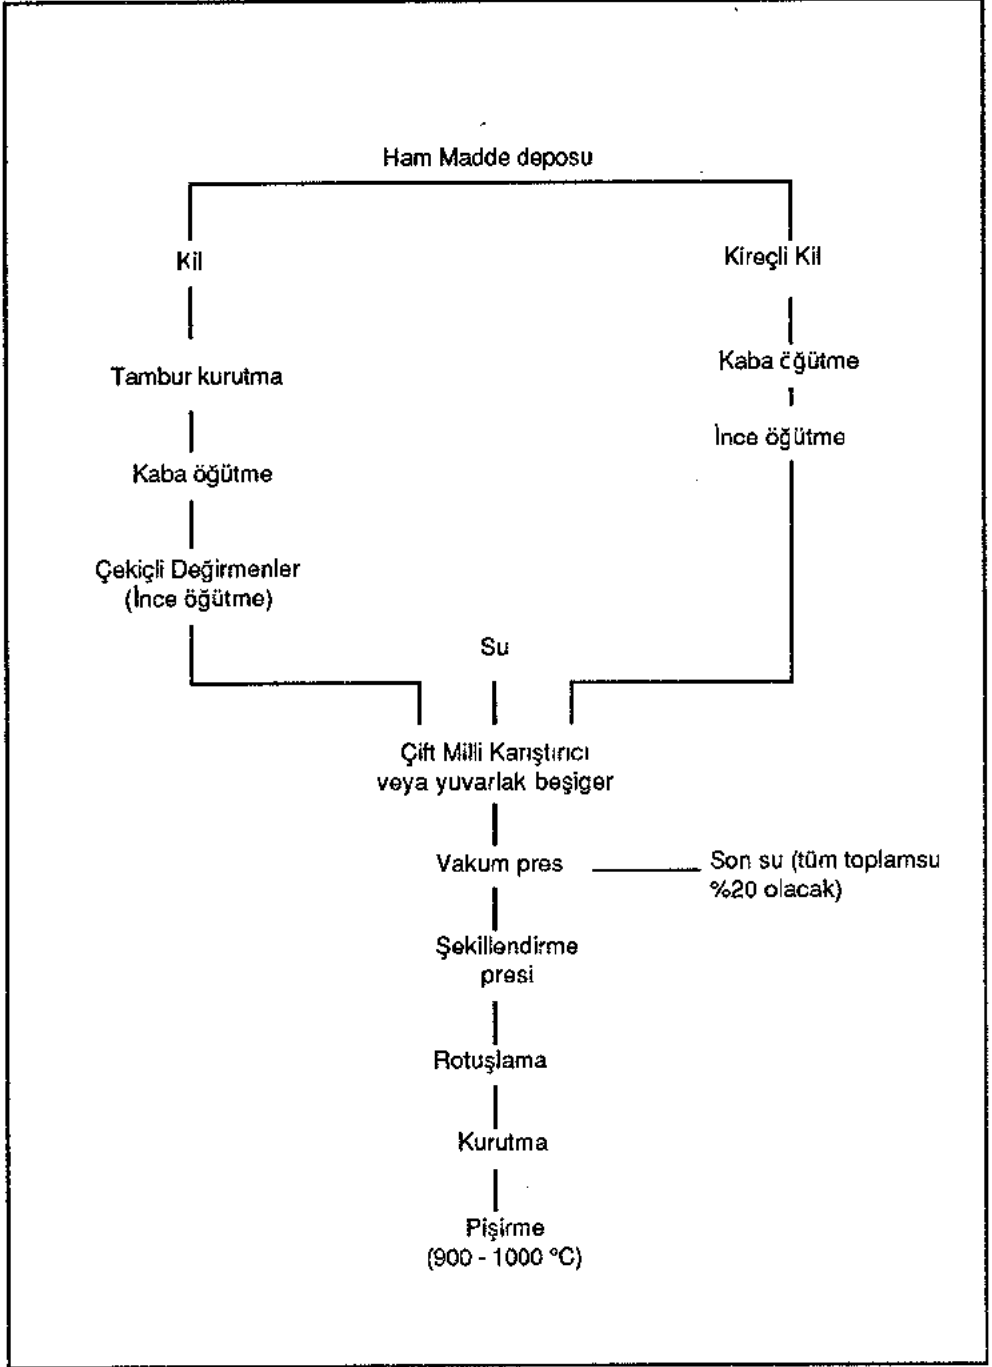 Ham Madde deposu
Kil
Kireçli Kil
Tambur kurutma
Kaba öğütme
Kaba öğütme
İnce öğütme
Çekiçli Değirmenler
(İnce öğütme)
Su
Çift Milli Karıştırıcı
veya yuvarlak beşiger
Vakum pres
Son su (tüm toplamsu
%20 olacak)
Şekillendirme
presi
Rotuşlama
Kurutma
Pişirme
(900 - 1000 °C)